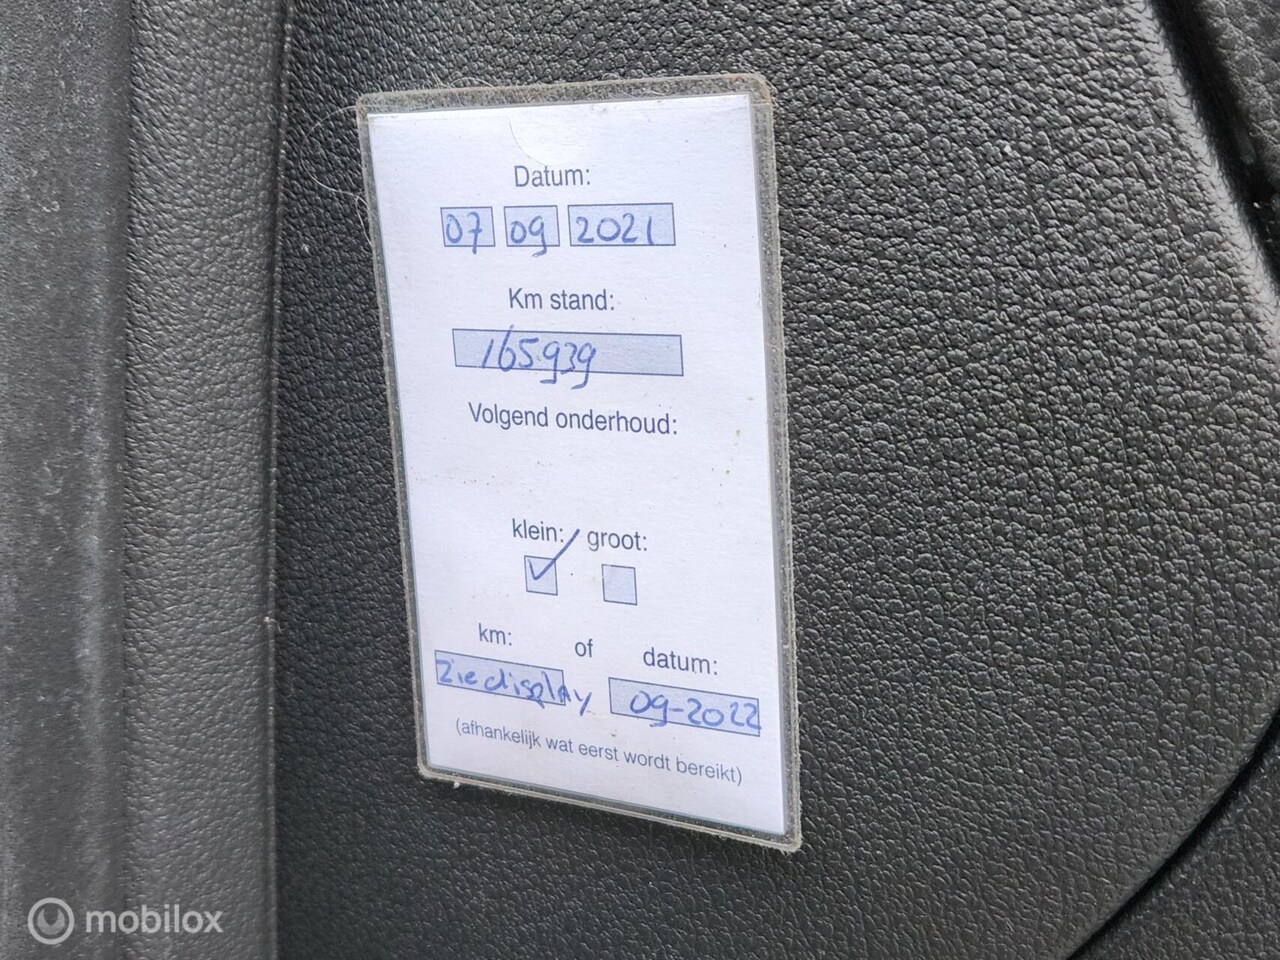 Datum:
07 09 2021
Km stand:
165939
Volgend onderhoud:
klein: groot:
km: of datum:
Zie display 09-2022
(afhankelijk wat eerst wordt bereikt)
mobilox